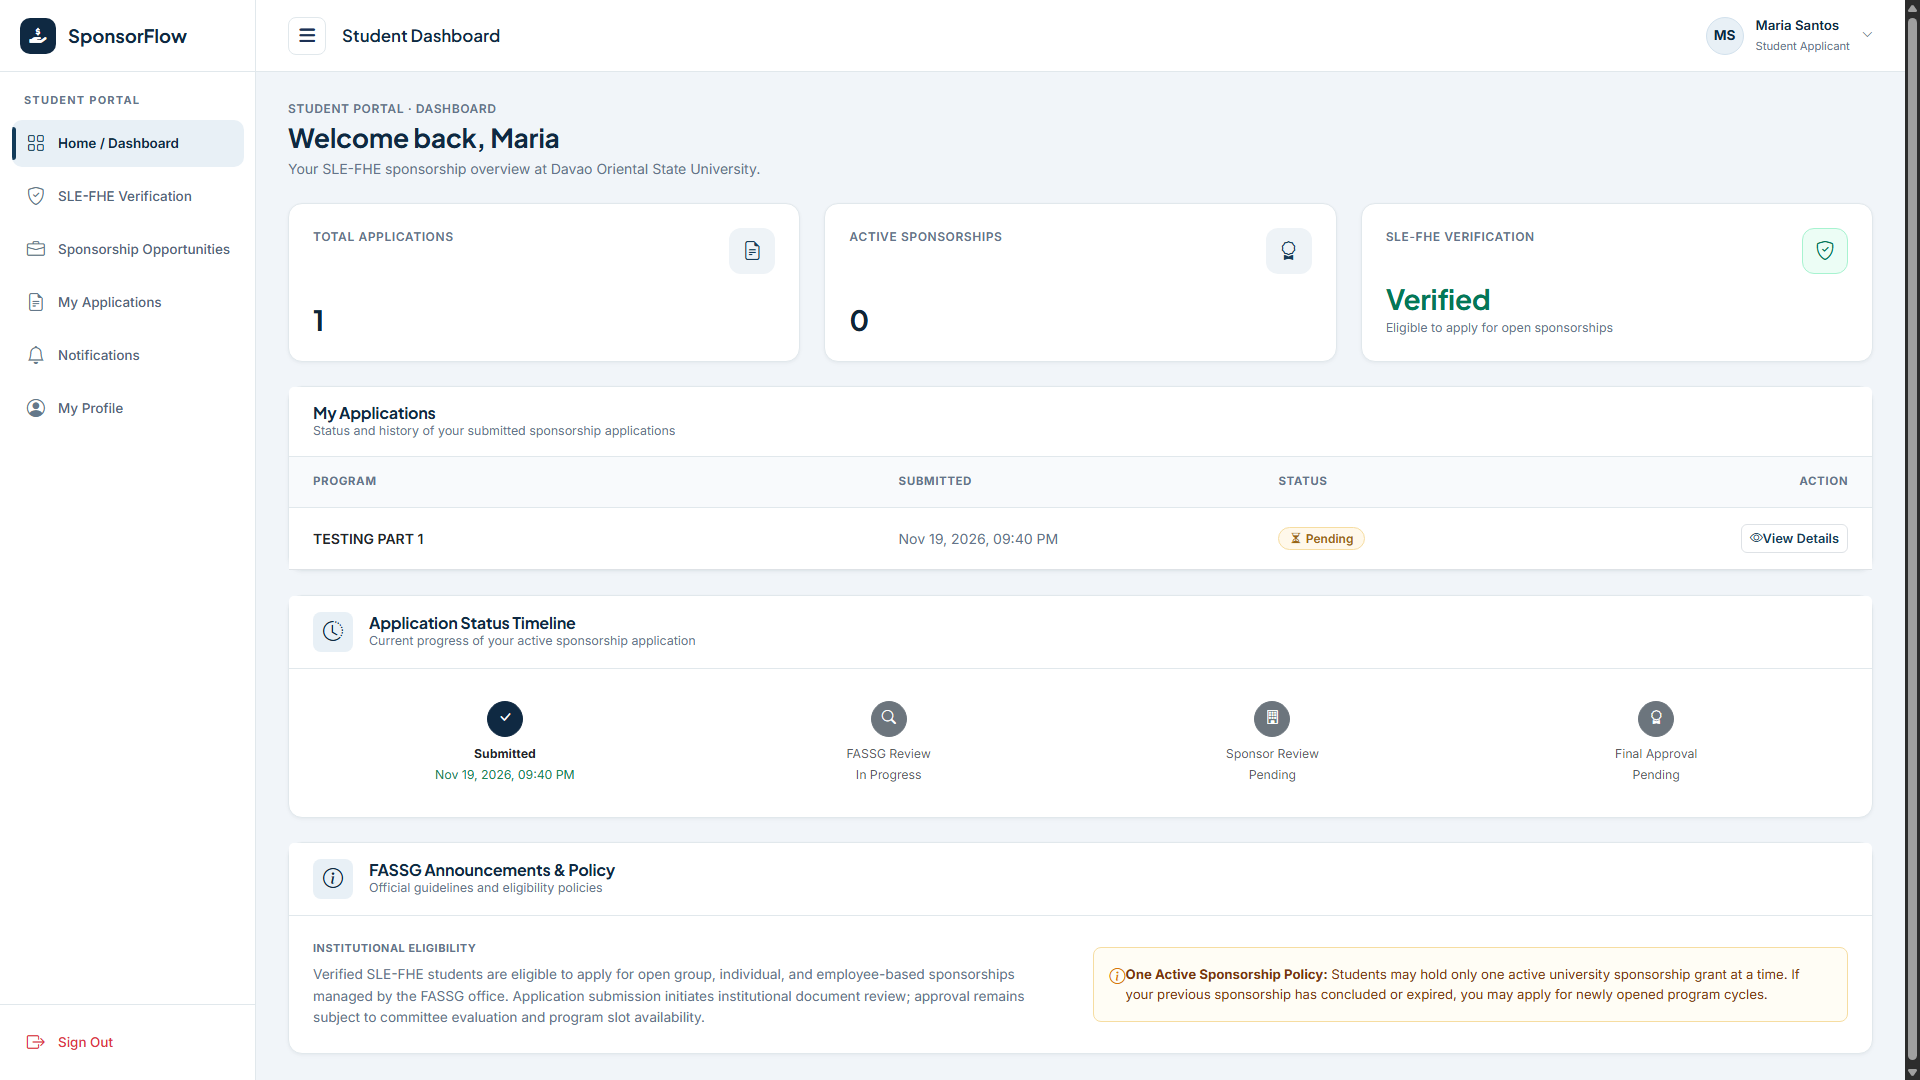 SponsorFlow
Student Dashboard
MS
Maria Santos
Student Applicant
STUDENT PORTAL
Home / Dashboard
SLE-FHE Verification
Sponsorship Opportunities
My Applications
Notifications
My Profile
Sign Out
STUDENT PORTAL · DASHBOARD
Welcome back, Maria
Your SLE-FHE sponsorship overview at Davao Oriental State University.
TOTAL APPLICATIONS
1
ACTIVE SPONSORSHIPS
0
SLE-FHE VERIFICATION
Verified
Eligible to apply for open sponsorships
My Applications
Status and history of your submitted sponsorship applications
PROGRAM SUBMITTED STATUS ACTION
TESTING PART 1 Nov 19, 2026, 09:40 PM Pending View Details
Application Status Timeline
Current progress of your active sponsorship application
Submitted
Nov 19, 2026, 09:40 PM
FASSG Review
In Progress
Sponsor Review
Pending
Final Approval
Pending
FASSG Announcements & Policy
Official guidelines and eligibility policies
INSTITUTIONAL ELIGIBILITY
Verified SLE-FHE students are eligible to apply for open group, individual, and employee-based sponsorships
managed by the FASSG office. Application submission initiates institutional document review; approval remains
subject to committee evaluation and program slot availability.
One Active Sponsorship Policy: Students may hold only one active university sponsorship grant at a time. If
your previous sponsorship has concluded or expired, you may apply for newly opened program cycles.